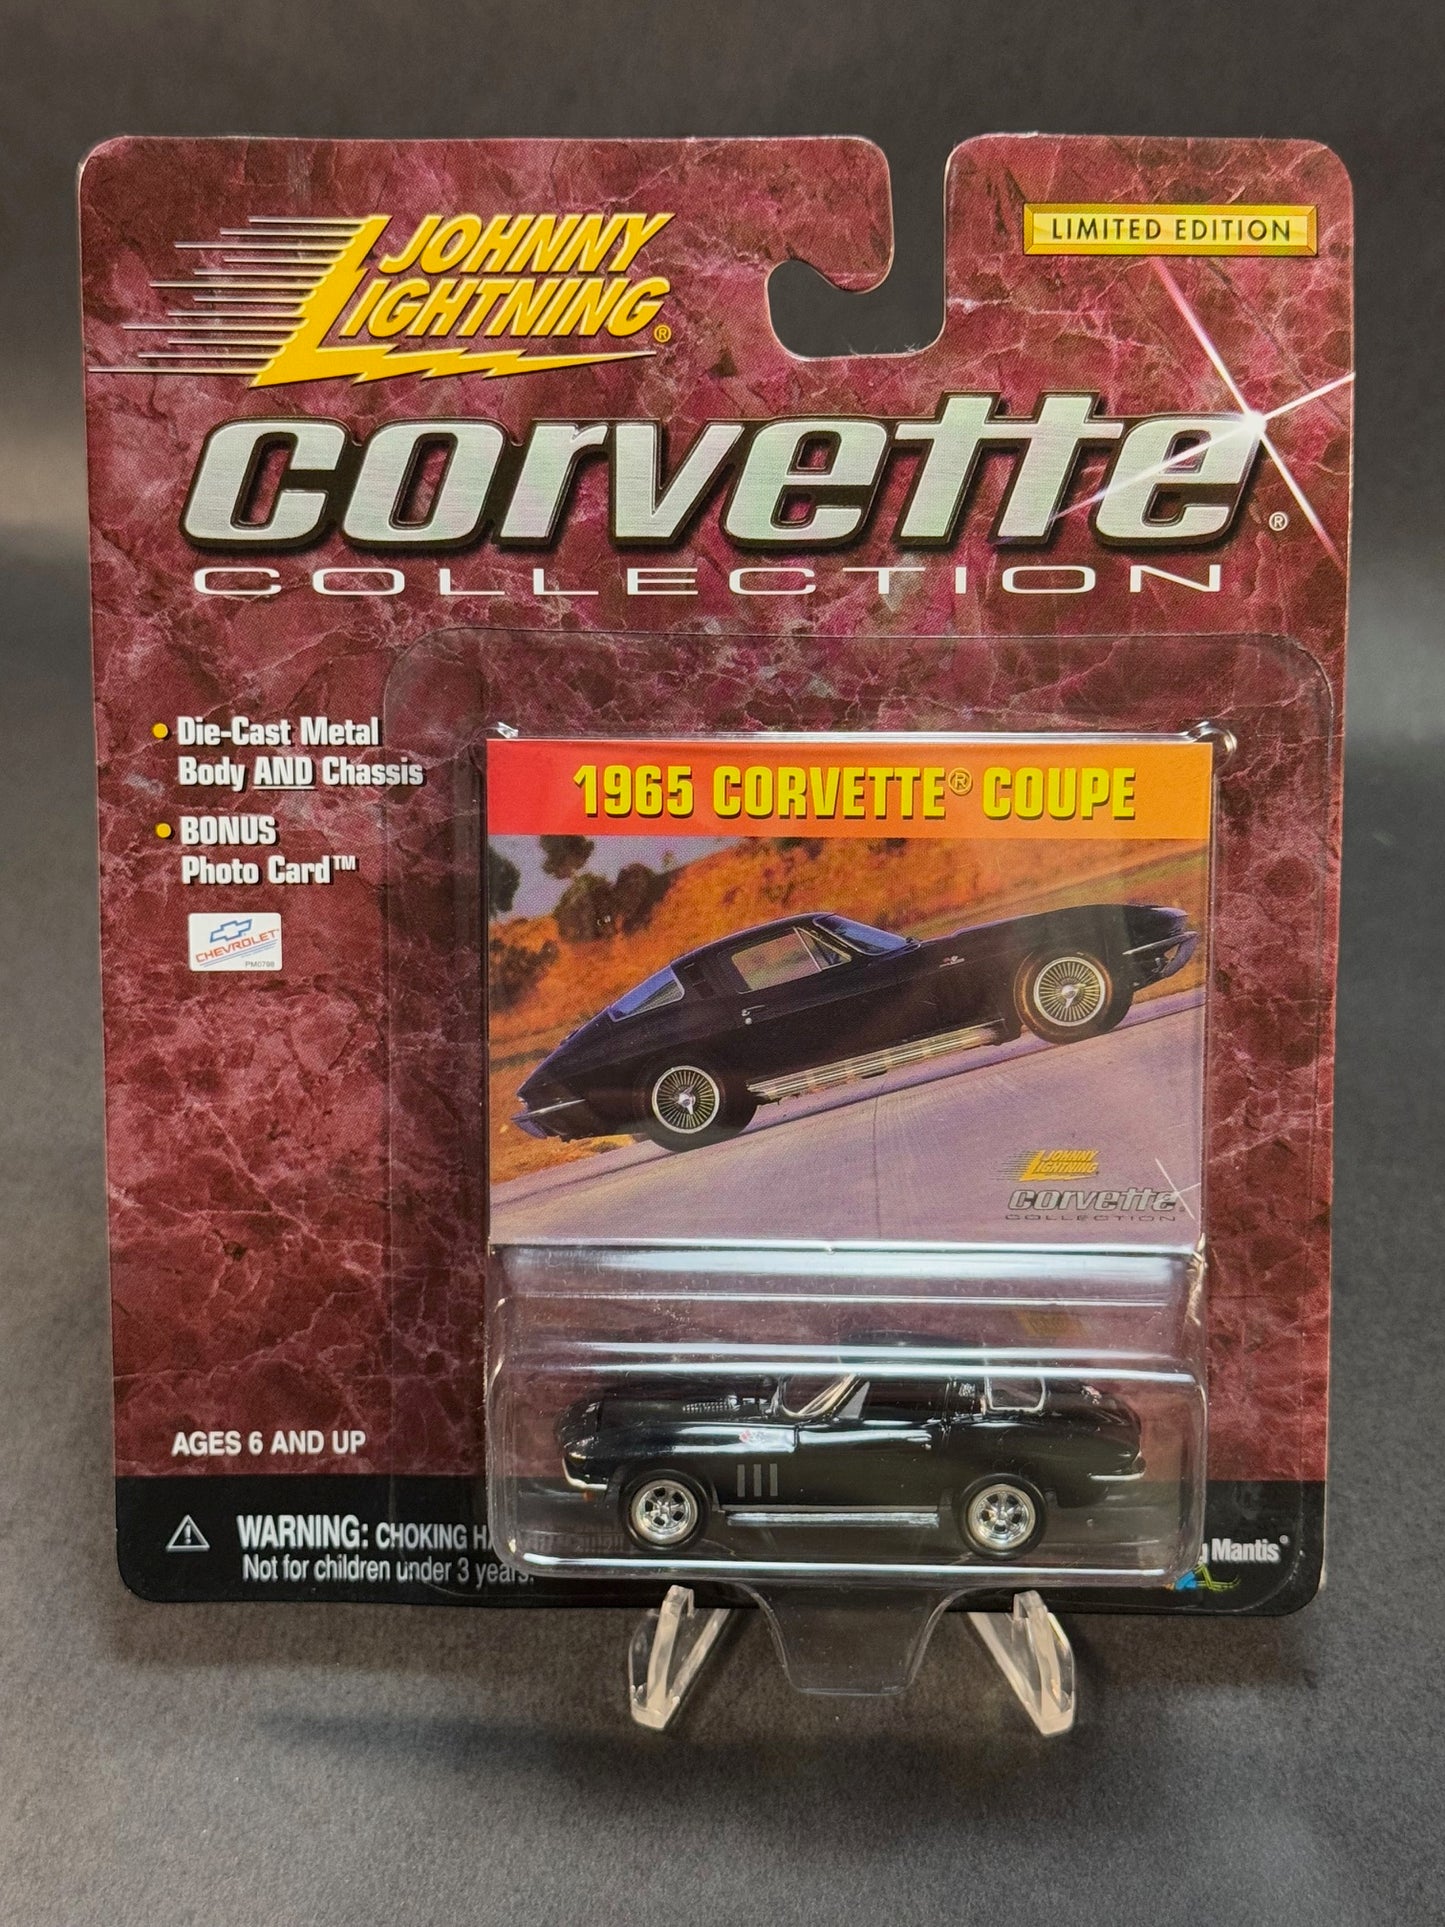 JOHNNY
LIGHTNING®
LIMITED EDITION
corvette®
COLLECTION
• Die-Cast Metal
Body AND Chassis
• BONUS
Photo Card™
CHEVROLET
PM0798
1965 CORVETTE® COUPE
JOHNNY
LIGHTNING
corvette
COLLECTION
AGES 6 AND UP
WARNING: CHOKING
Not for children under 3 years.
Mantis®